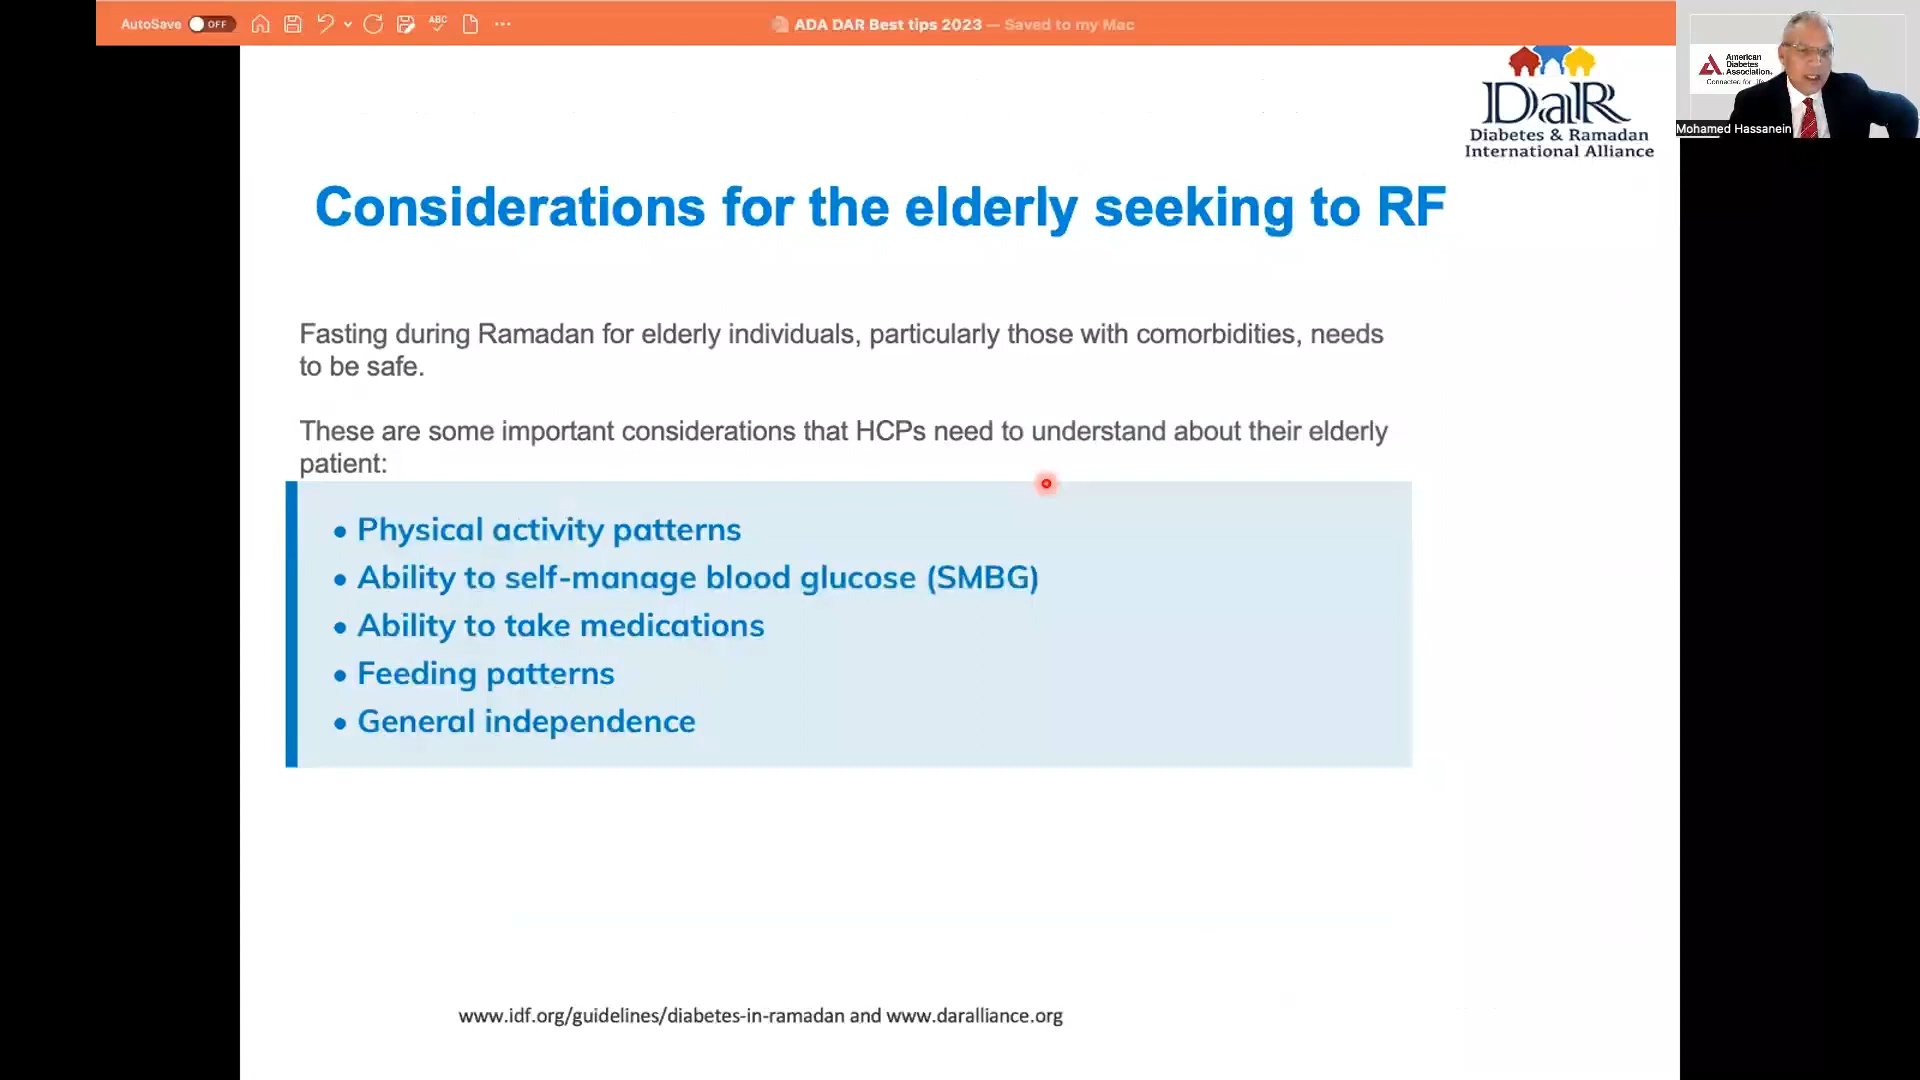 AutoSave OFF
ABC
ADA DAR Best tips 2023 — Saved to my Mac
American
Diabetes
Association.
Connected for
Mohamed Hassanein
DaR
Diabetes & Ramadan
International Alliance
Considerations for the elderly seeking to RF
Fasting during Ramadan for elderly individuals, particularly those with comorbidities, needs
to be safe.
These are some important considerations that HCPs need to understand about their elderly
patient:
• Physical activity patterns
• Ability to self-manage blood glucose (SMBG)
• Ability to take medications
• Feeding patterns
• General independence
www.idf.org/guidelines/diabetes-in-ramadan and www.daralliance.org